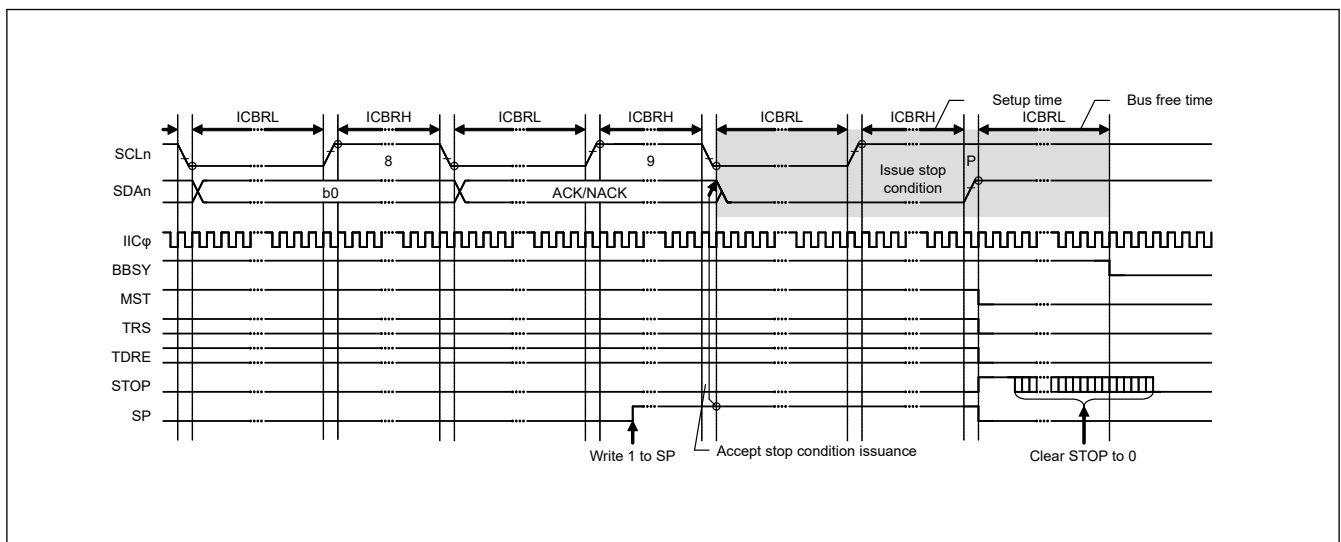 Setup time Bus free time
ICBRL ICBRH ICBRL ICBRH ICBRL ICBRH ICBRL
SCLn 8 9 Issue stop condition P
SDAn b0 ACK/NACK
IICφ
BBSY
MST
TRS
TDRE
STOP
SP
Write 1 to SP Accept stop condition issuance Clear STOP to 0